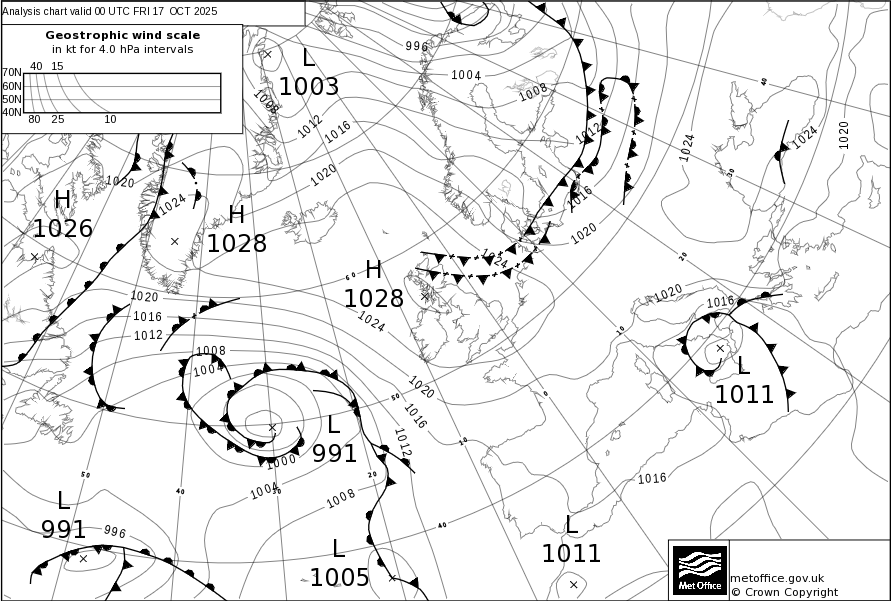 Analysis chart valid 00 UTC FRI 17 OCT 2025
Geostrophic wind scale
in kt for 4.0 hPa intervals
40 15
70N
60N
50N
40N
80 25 10
L
1003
996
1004
1008
1008
1012
1016
1020
1012
1016
1020
1024
1024
1020
40
30
20
1020
1024
H
1026
H
1028
H
1028
60
1024
1024
1020
1016
1012
1008
1004
1020
1016
1012
1020
1016
L
1011
10
0
50
10
L
991
1000
1004
1008
50
40
30
20
40
1016
L
991
996
L
1005
L
1011
Met Office
metoffice.gov.uk
© Crown Copyright